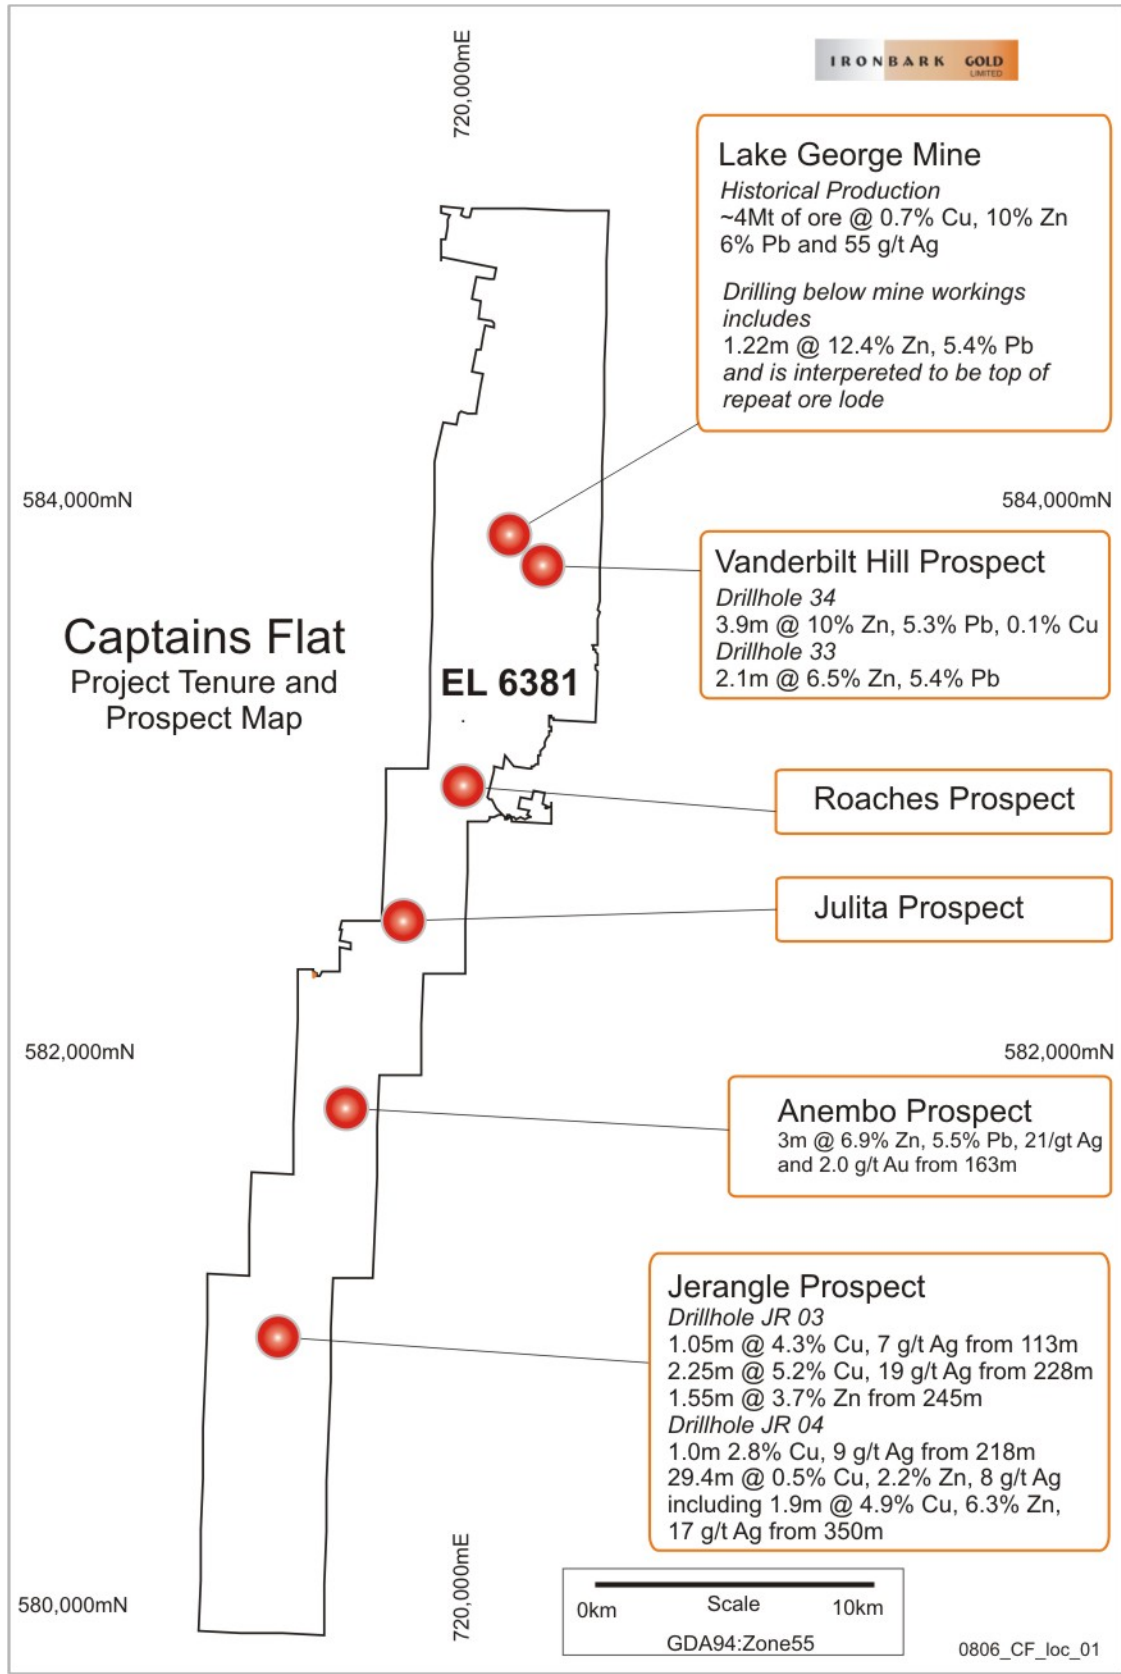 720,000mE
IRONBARK GOLD
LIMITED
Lake George Mine
Historical Production
~4Mt of ore @ 0.7% Cu, 10% Zn
6% Pb and 55 g/t Ag
Drilling below mine workings
includes
1.22m @ 12.4% Zn, 5.4% Pb
and is interpereted to be top of
repeat ore lode
584,000mN
584,000mN
Vanderbilt Hill Prospect
Drillhole 34
3.9m @ 10% Zn, 5.3% Pb, 0.1% Cu
Drillhole 33
2.1m @ 6.5% Zn, 5.4% Pb
Captains Flat
Project Tenure and
Prospect Map
EL 6381
Roaches Prospect
Julita Prospect
582,000mN
582,000mN
Anembo Prospect
3m @ 6.9% Zn, 5.5% Pb, 21/gt Ag
and 2.0 g/t Au from 163m
Jerangle Prospect
Drillhole JR 03
1.05m @ 4.3% Cu, 7 g/t Ag from 113m
2.25m @ 5.2% Cu, 19 g/t Ag from 228m
1.55m @ 3.7% Zn from 245m
Drillhole JR 04
1.0m 2.8% Cu, 9 g/t Ag from 218m
29.4m @ 0.5% Cu, 2.2% Zn, 8 g/t Ag
including 1.9m @ 4.9% Cu, 6.3% Zn,
17 g/t Ag from 350m
580,000mN
720,000mE
0km Scale 10km
GDA94:Zone55
0806_CF_loc_01